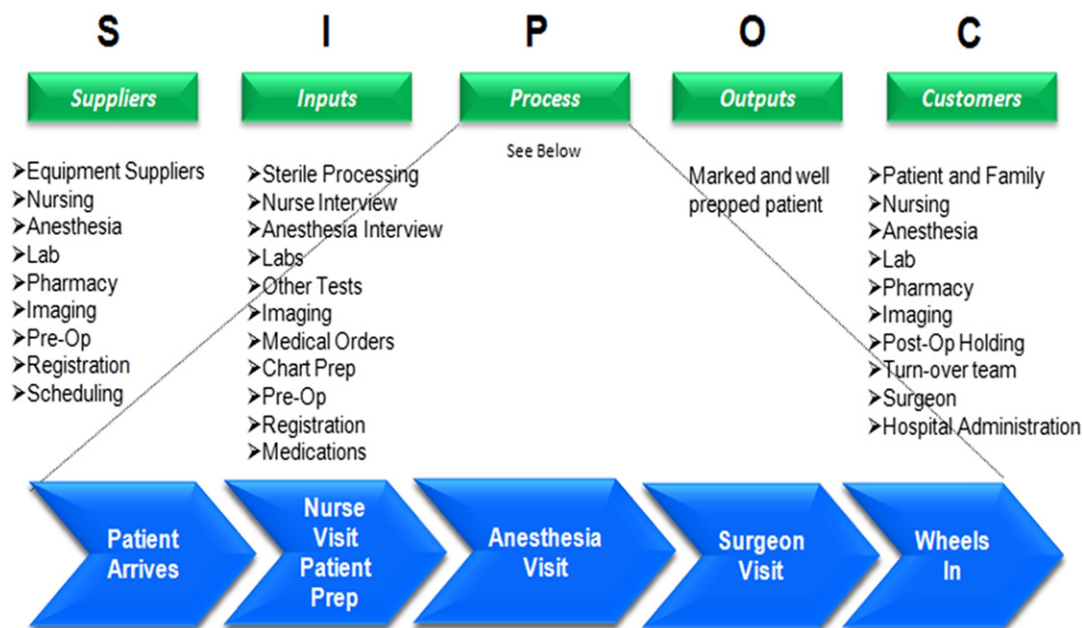 S I P O C
Suppliers Inputs Process Outputs Customers
See Below
➤Equipment Suppliers
➤Nursing
➤Anesthesia
➤Lab
➤Pharmacy
➤Imaging
➤Pre-Op
➤Registration
➤Scheduling
➤Sterile Processing
➤Nurse Interview
➤Anesthesia Interview
➤Labs
➤Other Tests
➤Imaging
➤Medical Orders
➤Chart Prep
➤Pre-Op
➤Registration
➤Medications
Marked and well
prepped patient
➤Patient and Family
➤Nursing
➤Anesthesia
➤Lab
➤Pharmacy
➤Imaging
➤Post-Op Holding
➤Turn-over team
➤Surgeon
➤Hospital Administration
Patient
Arrives
Nurse
Visit
Patient
Prep
Anesthesia
Visit
Surgeon
Visit
Wheels
In